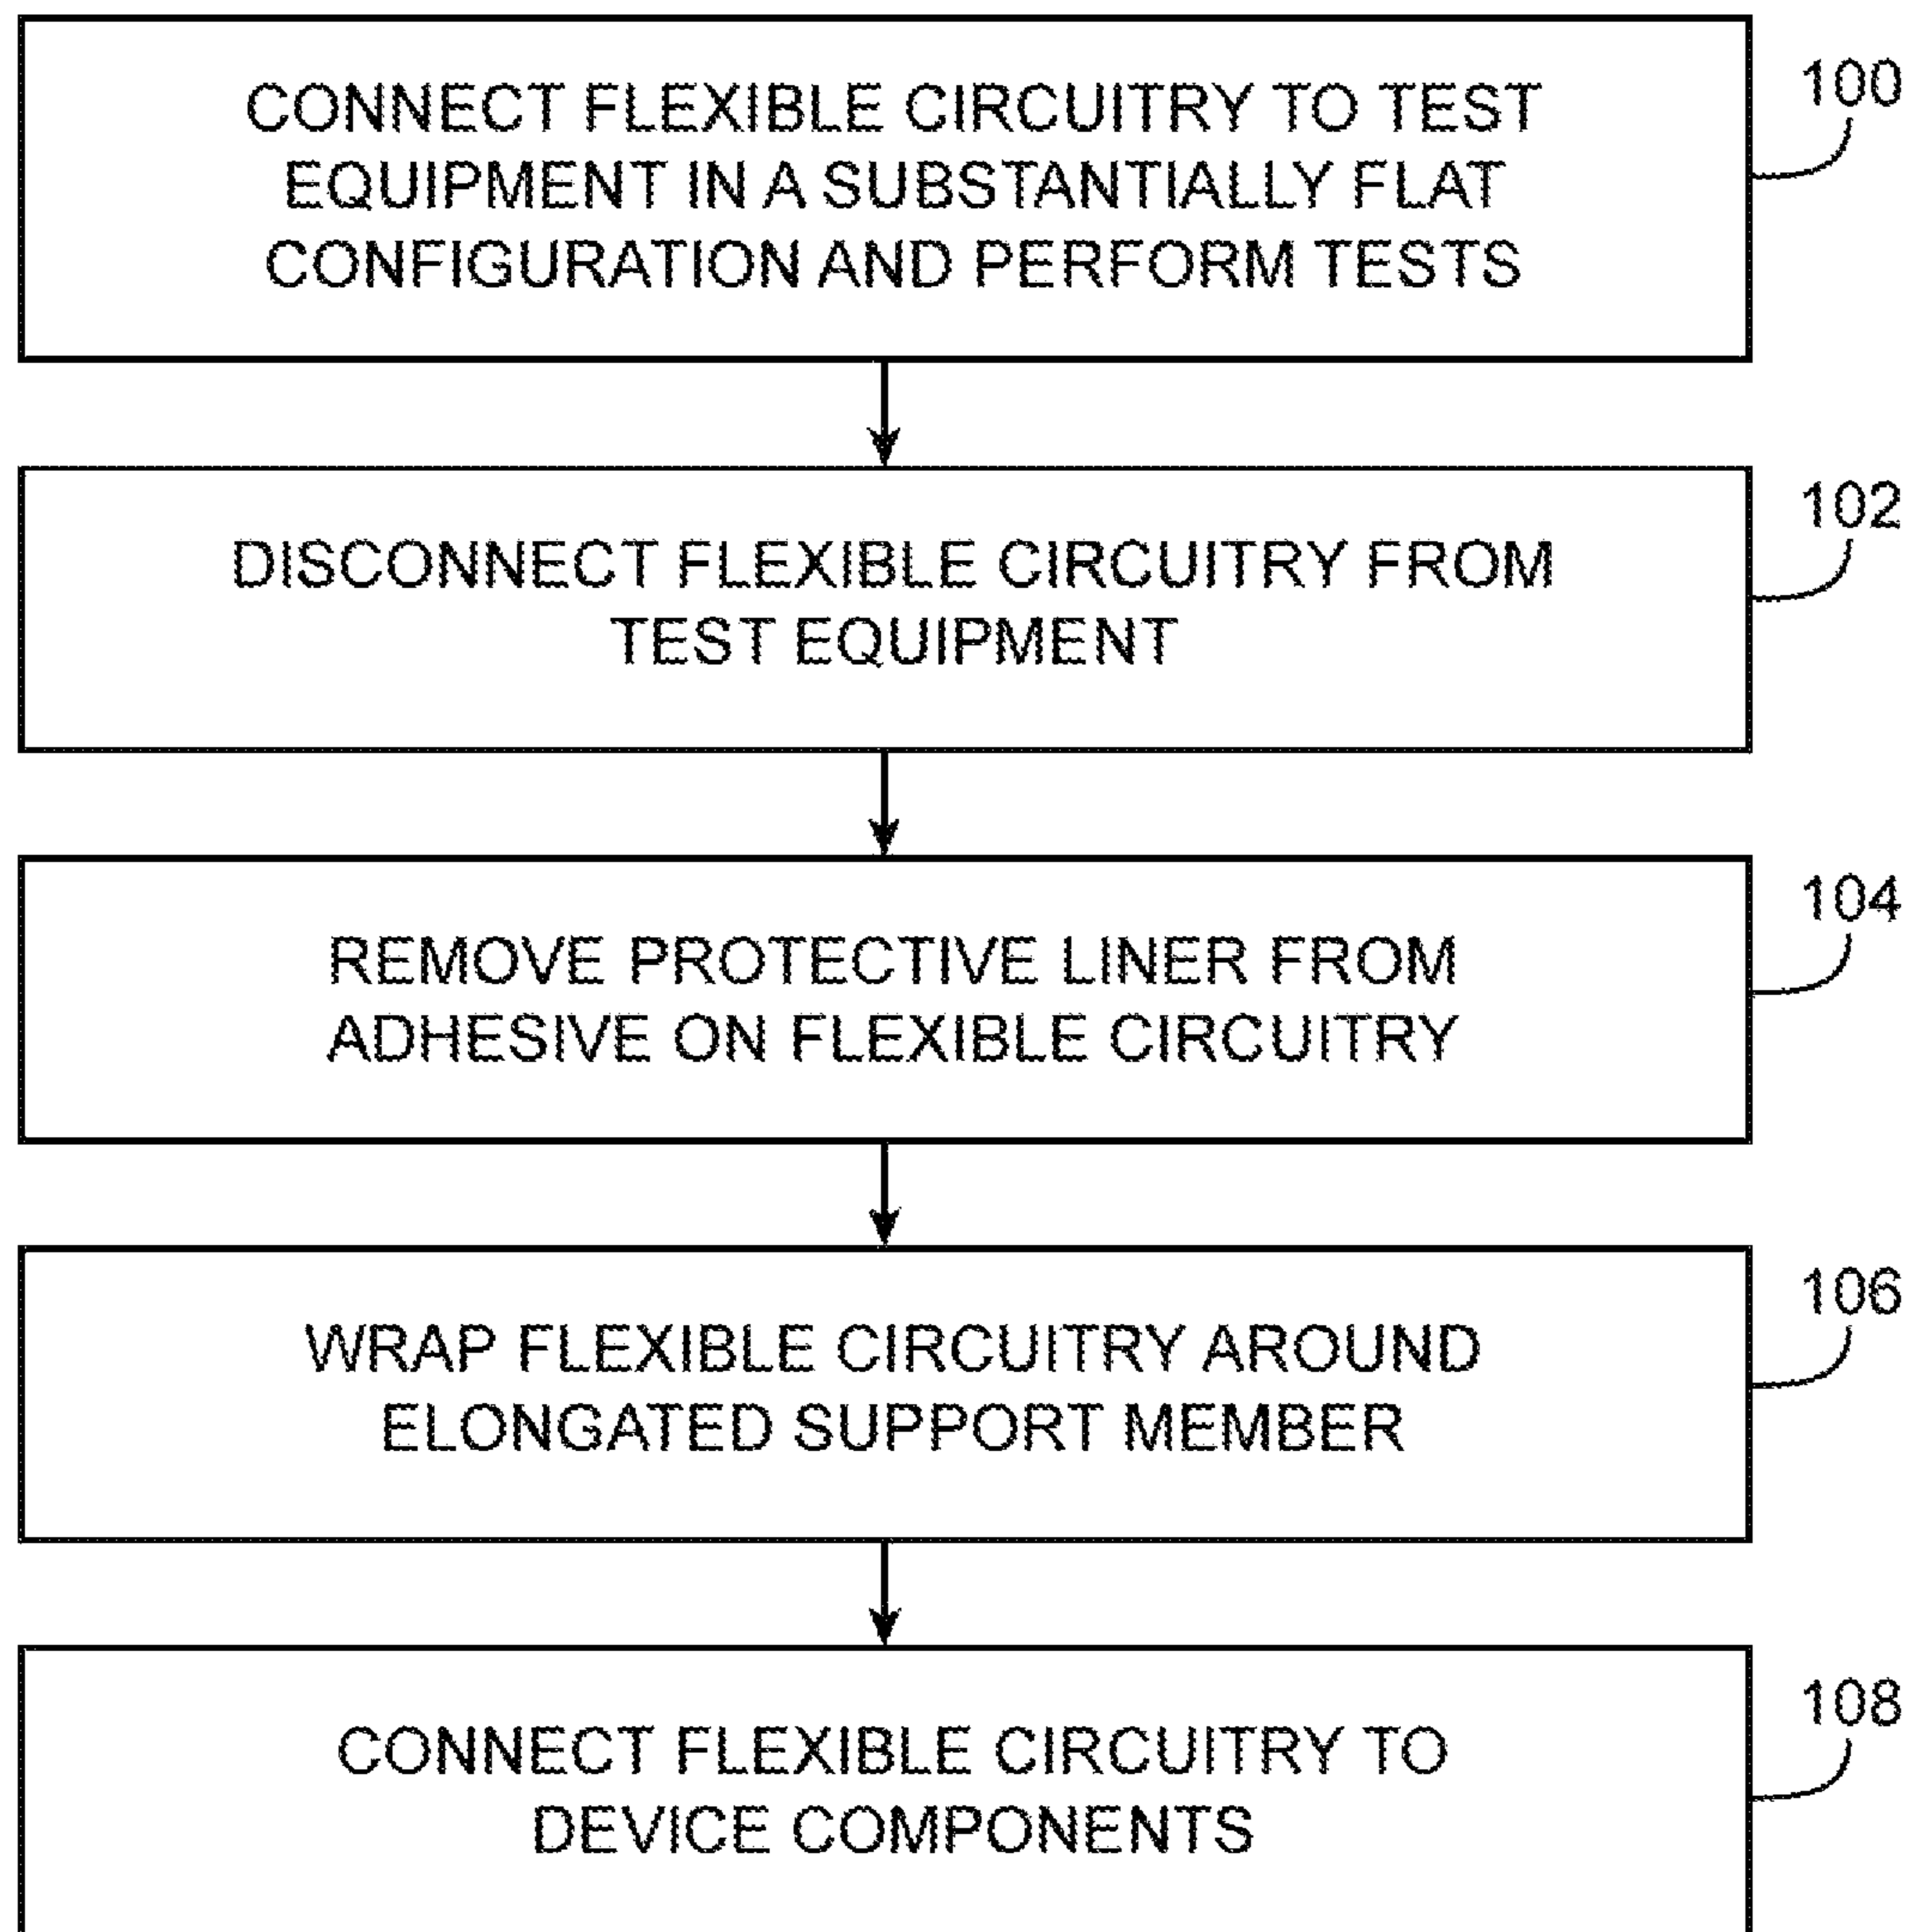 CONNECT FLEXIBLE CIRCUITRY TO TEST
EQUIPMENT IN A SUBSTANTIALLY FLAT
CONFIGURATION AND PERFORM TESTS
100
DISCONNECT FLEXIBLE CIRCUITRY FROM
TEST EQUIPMENT
102
REMOVE PROTECTIVE LINER FROM
ADHESIVE ON FLEXIBLE CIRCUITRY
104
WRAP FLEXIBLE CIRCUITRY AROUND
ELONGATED SUPPORT MEMBER
106
CONNECT FLEXIBLE CIRCUITRY TO
DEVICE COMPONENTS
108